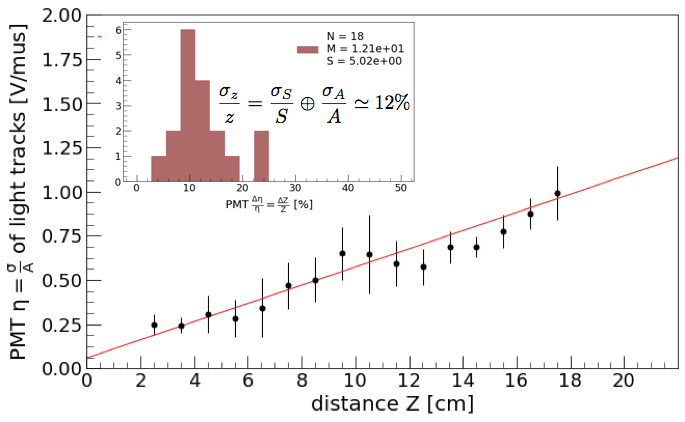 2.00
1.75
1.50
1.25
1.00
0.75
0.50
0.25
0.00
PMT η = σ/A of light tracks [V/mus]
0 2 4 6 8 10 12 14 16 18 20
distance Z [cm]
6
5
4
3
2
1
0
N = 18
M = 1.21e+01
S = 5.02e+00
σ_z/z = σ_S/S ⊕ σ_A/A ≃ 12%
0 10 20 30 40 50
PMT Δη/η = ΔZ/Z [%]